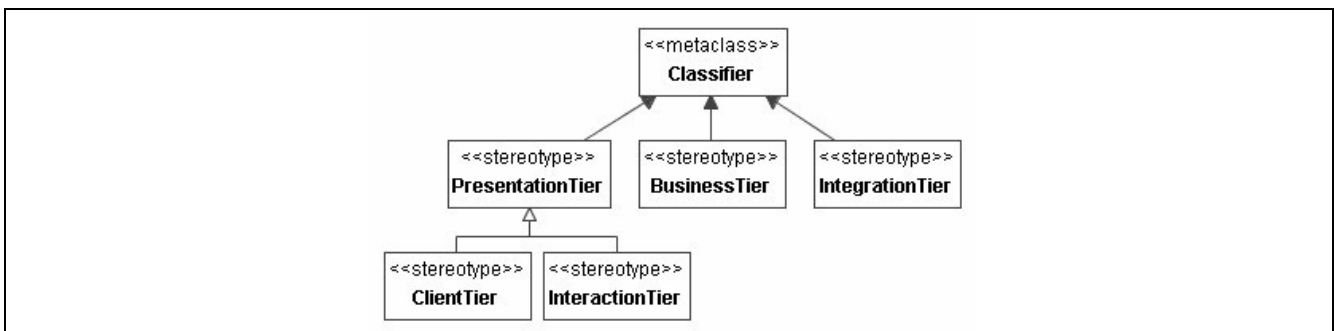 <<metaclass>>
Classifier
<<stereotype>> <<stereotype>> <<stereotype>>
PresentationTier BusinessTier IntegrationTier
<<stereotype>> <<stereotype>>
ClientTier InteractionTier